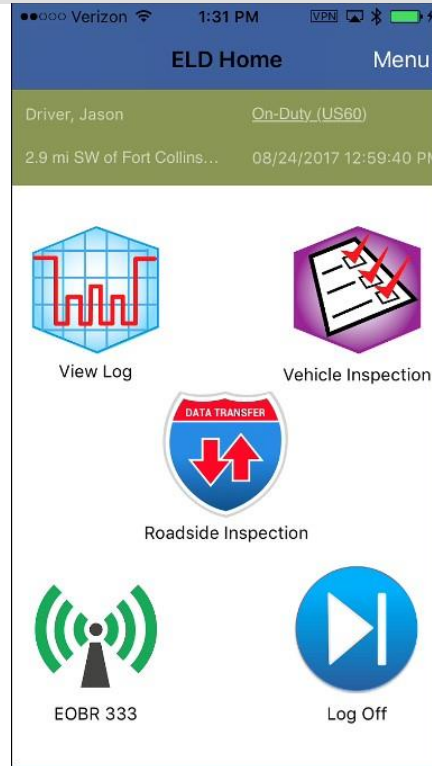 Verizon 1:31 PM VPN
ELD Home Menu
Driver, Jason On-Duty (US60)
2.9 mi SW of Fort Collins... 08/24/2017 12:59:40 PM
View Log Vehicle Inspection
DATA TRANSFER
Roadside Inspection
EOBR 333 Log Off